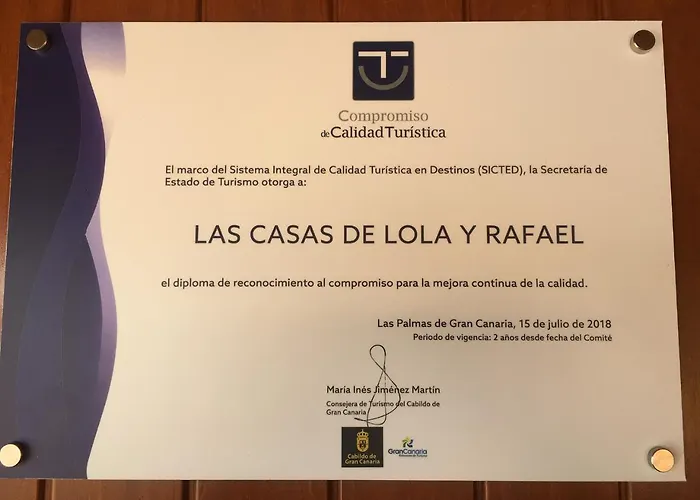 Compromiso
de Calidad Turística
El marco del Sistema Integral de Calidad Turística en Destinos (SICTED), la Secretaría de
Estado de Turismo otorga a:
LAS CASAS DE LOLA Y RAFAEL
el diploma de reconocimiento al compromiso para la mejora continua de la calidad.
Las Palmas de Gran Canaria, 15 de julio de 2018
Periodo de vigencia: 2 años desde fecha del Comité
María Inés Jiménez Martín
Consejera de Turismo del Cabildo de
Gran Canaria
Cabildo de
Gran Canaria
GranCanaria